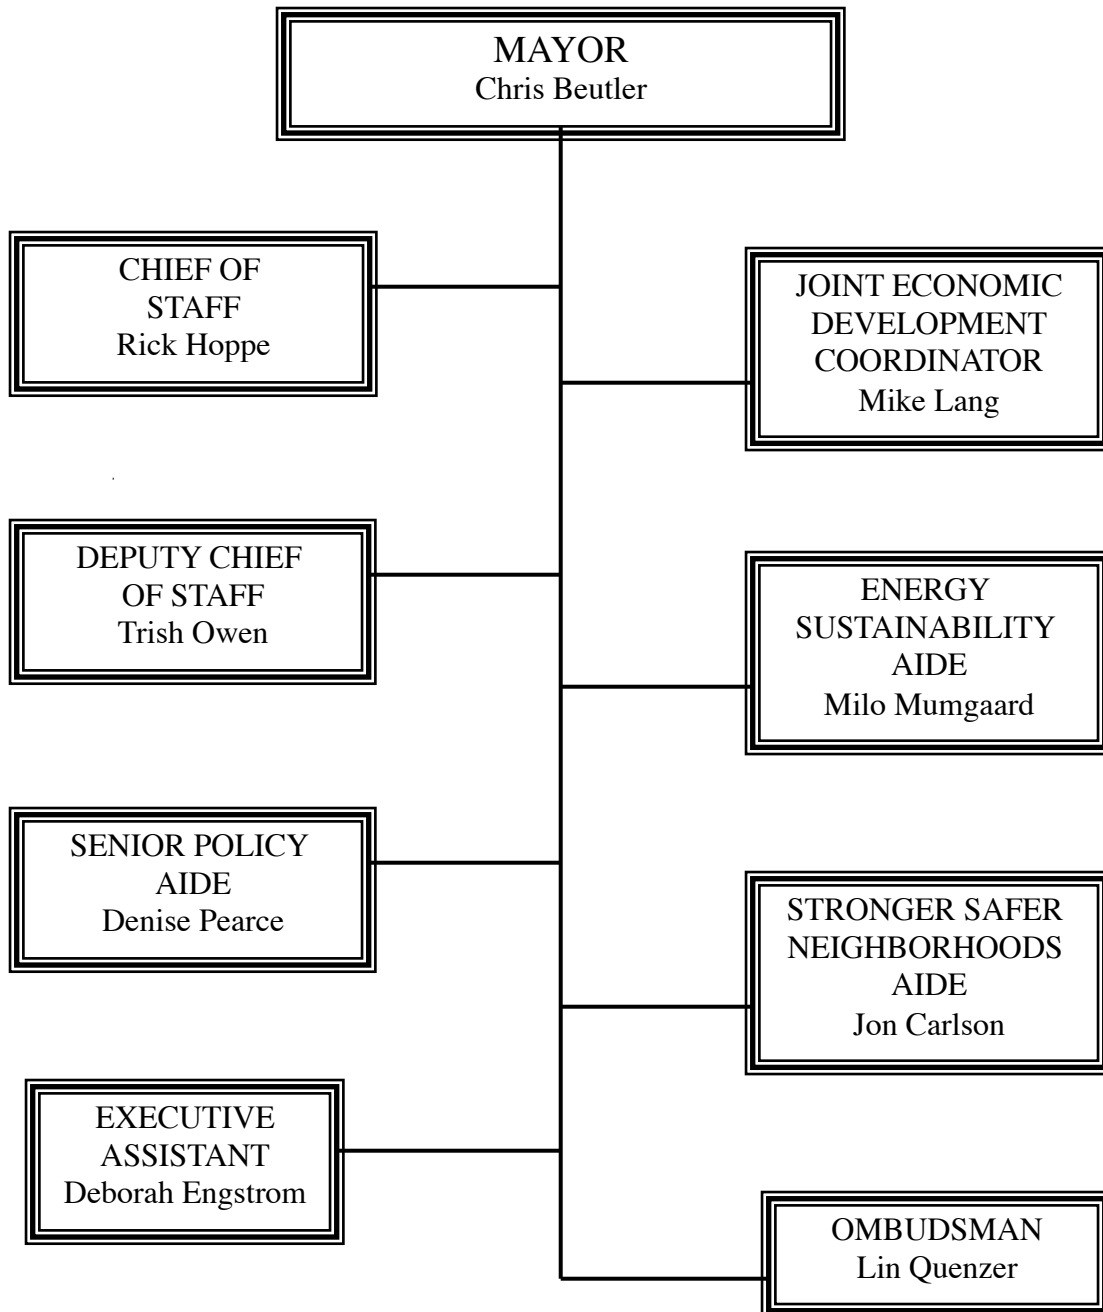 MAYOR
Chris Beutler
CHIEF OF
STAFF
Rick Hoppe
JOINT ECONOMIC
DEVELOPMENT
COORDINATOR
Mike Lang
DEPUTY CHIEF
OF STAFF
Trish Owen
ENERGY
SUSTAINABILITY
AIDE
Milo Mumgaard
SENIOR POLICY
AIDE
Denise Pearce
STRONGER SAFER
NEIGHBORHOODS
AIDE
Jon Carlson
EXECUTIVE
ASSISTANT
Deborah Engstrom
OMBUDSMAN
Lin Quenzer